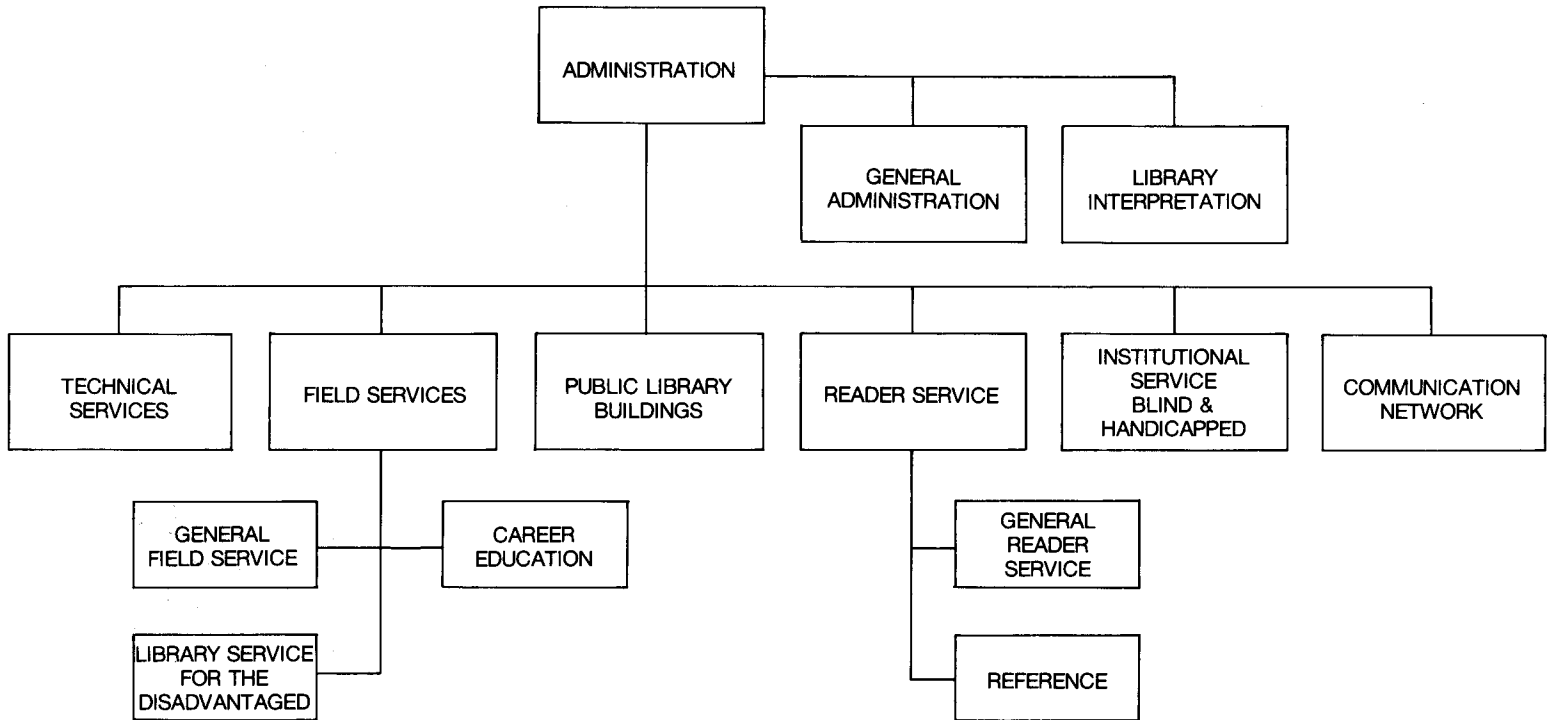 ADMINISTRATION
GENERAL
ADMINISTRATION
LIBRARY
INTERPRETATION
TECHNICAL
SERVICES
FIELD SERVICES
PUBLIC LIBRARY
BUILDINGS
READER SERVICE
INSTITUTIONAL
SERVICE
BLIND &
HANDICAPPED
COMMUNICATION
NETWORK
GENERAL
FIELD SERVICE
CAREER
EDUCATION
GENERAL
READER
SERVICE
LIBRARY SERVICE
FOR THE
DISADVANTAGED
REFERENCE